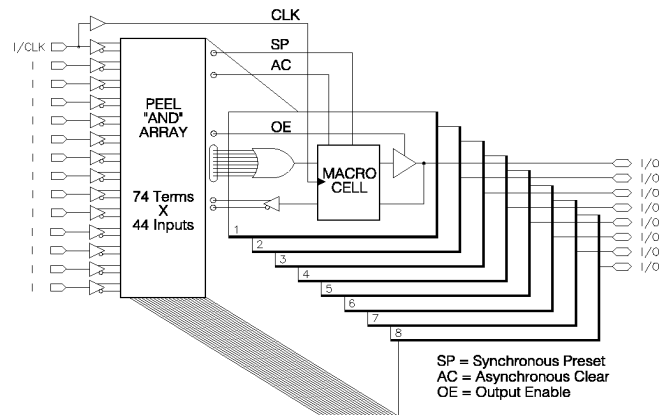 CLK
I/CLK
SP
AC
I
I
I
I
I
I
I
I
I
I
I
I
I
PEEL
"AND"
ARRAY
74 Terms
X
44 Inputs
OE
MACRO
CELL
I/O
I/O
I/O
I/O
I/O
I/O
I/O
I/O
1
2
3
4
5
6
7
8
SP = Synchronous Preset
AC = Asynchronous Clear
OE = Output Enable